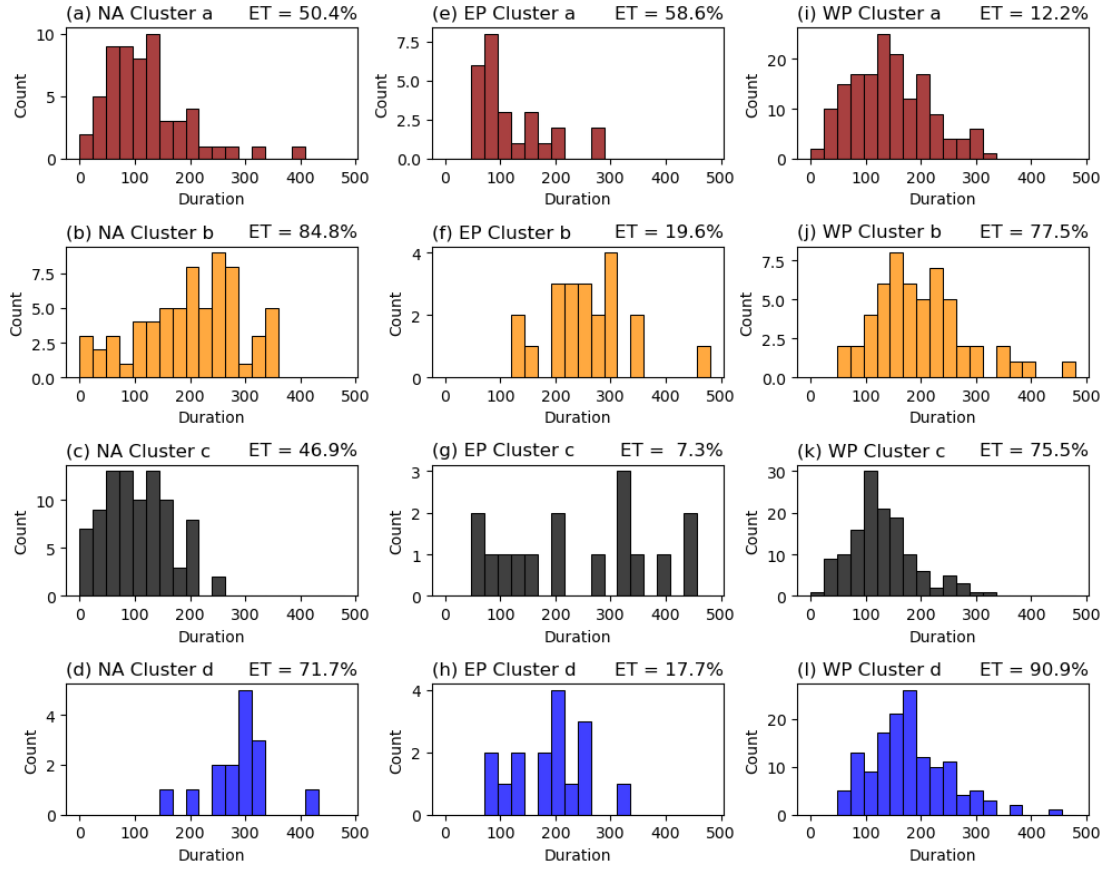 (a) NA Cluster a ET = 50.4%
10
5
0
Count
0 100 200 300 400 500
Duration
(e) EP Cluster a ET = 58.6%
7.5
5.0
2.5
0.0
Count
0 100 200 300 400 500
Duration
(i) WP Cluster a ET = 12.2%
20
10
0
Count
0 100 200 300 400 500
Duration
(b) NA Cluster b ET = 84.8%
7.5
5.0
2.5
0.0
Count
0 100 200 300 400 500
Duration
(f) EP Cluster b ET = 19.6%
4
2
0
Count
0 100 200 300 400 500
Duration
(j) WP Cluster b ET = 77.5%
7.5
5.0
2.5
0.0
Count
0 100 200 300 400 500
Duration
(c) NA Cluster c ET = 46.9%
10
5
0
Count
0 100 200 300 400 500
Duration
(g) EP Cluster c ET = 7.3%
3
2
1
0
Count
0 100 200 300 400 500
Duration
(k) WP Cluster c ET = 75.5%
30
20
10
0
Count
0 100 200 300 400 500
Duration
(d) NA Cluster d ET = 71.7%
4
2
0
Count
0 100 200 300 400 500
Duration
(h) EP Cluster d ET = 17.7%
4
2
0
Count
0 100 200 300 400 500
Duration
(l) WP Cluster d ET = 90.9%
20
10
0
Count
0 100 200 300 400 500
Duration